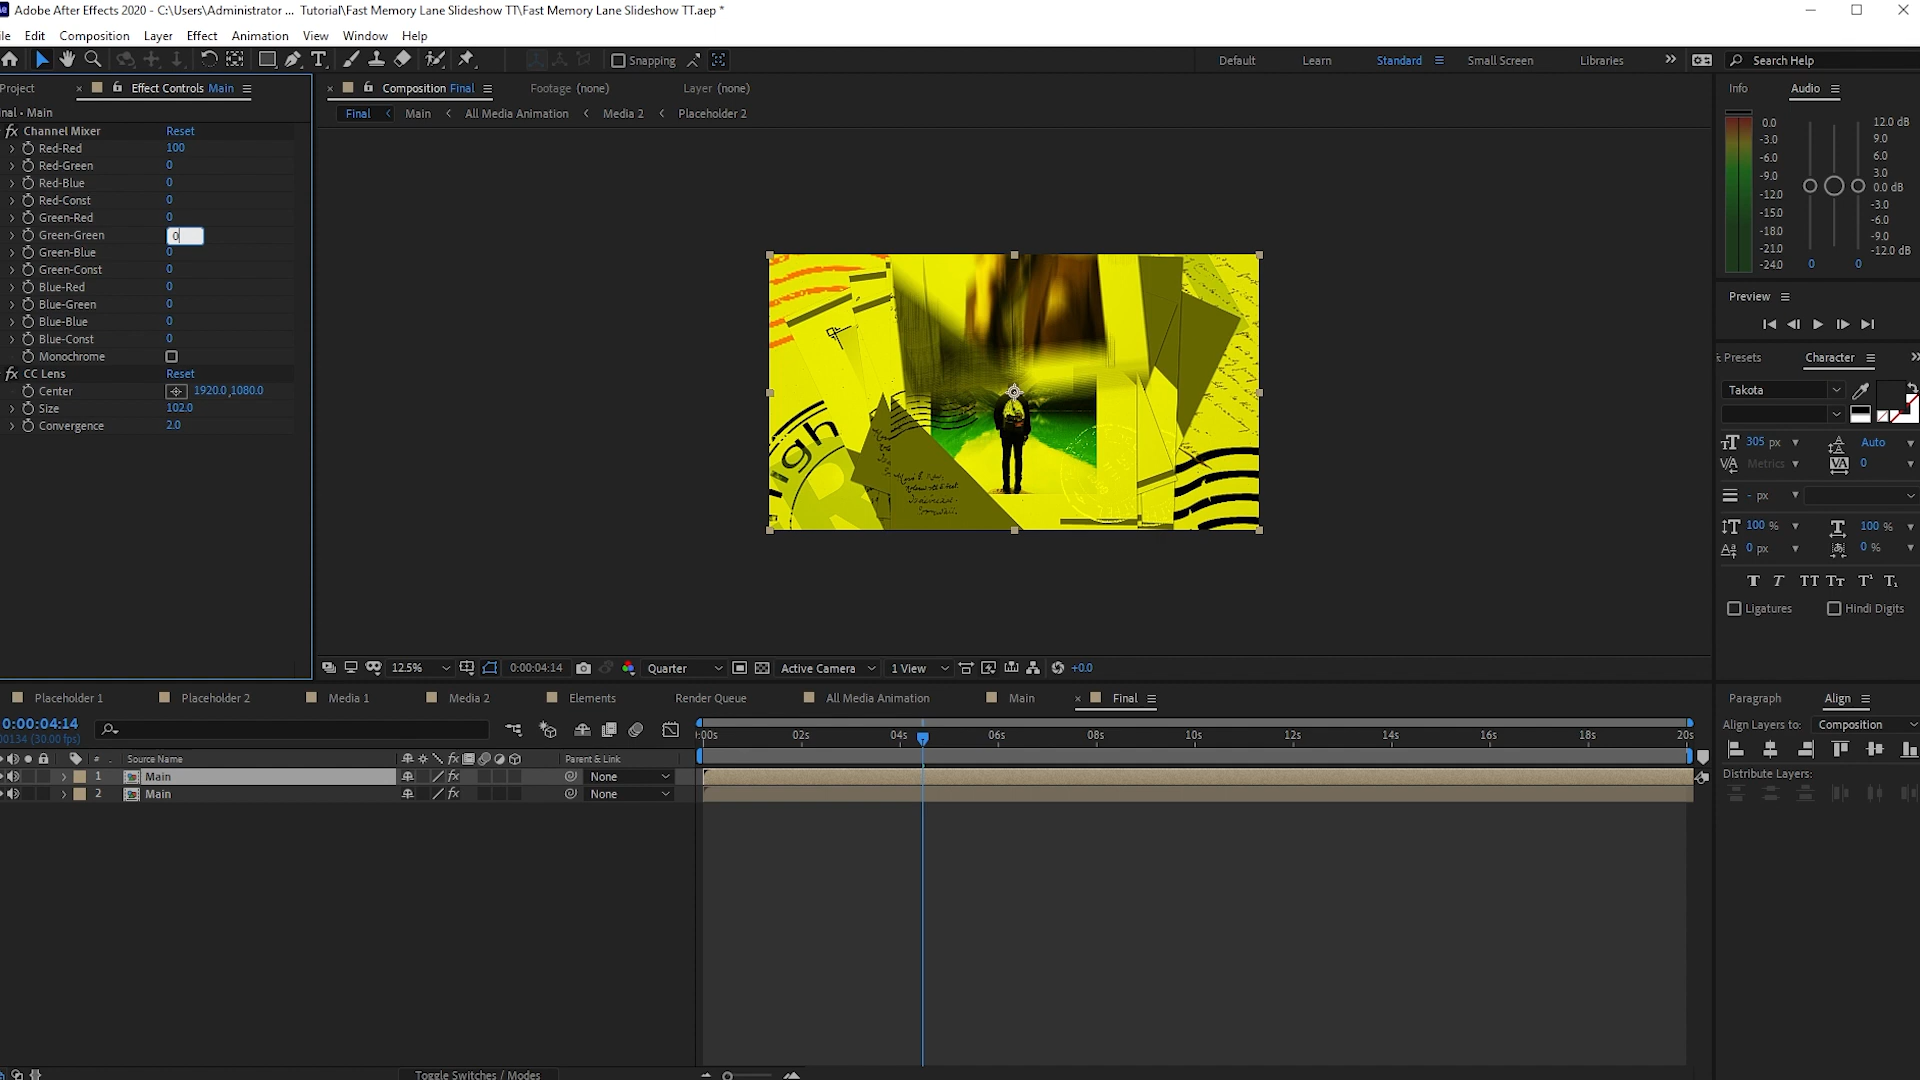 Adobe After Effects 2020 - C:\Users\Administrator ... Tutorial\Fast Memory Lane Slideshow TT\Fast Memory Lane Slideshow TT.aep *
ile Edit Composition Layer Effect Animation View Window Help
Snapping Default Learn Standard Small Screen Libraries Search Help
Project Effect Controls Main Composition Final Footage (none) Layer (none) Info Audio
inal • Main
Final Main All Media Animation Media 2 Placeholder 2
fx Channel Mixer Reset
Red-Red 100
Red-Green 0
Red-Blue 0
Red-Const 0
Green-Red 0
Green-Green 0
Green-Blue 0
Green-Const 0
Blue-Red 0
Blue-Green 0
Blue-Blue 0
Blue-Const 0
Monochrome
fx CC Lens Reset
Center 1920.0,1080.0
Size 102.0
Convergence 2.0
igh
0.0 12.0 dB
-3.0 9.0
-6.0 6.0
-9.0 3.0
-12.0 0.0 dB
-15.0 -3.0
-18.0 -6.0
-21.0 -9.0
-24.0 -12.0 dB
0 0
Preview
Presets Character
Takota
305 px Auto
Metrics 0
- px
100 % 100 %
0 px 0 %
T T TT Tt T¹ T₁
Ligatures Hindi Digits
12.5% 0:00:04:14 Quarter Active Camera 1 View +0.0
Placeholder 1 Placeholder 2 Media 1 Media 2 Elements Render Queue All Media Animation Main Final
Paragraph Align
0:00:04:14
00134 (30.00 fps)
Align Layers to: Composition
:00s 02s 04s 06s 08s 10s 12s 14s 16s 18s 20s
# Source Name fx Parent & Link
Distribute Layers:
1 Main fx None
2 Main fx None
Toggle Switches / Modes